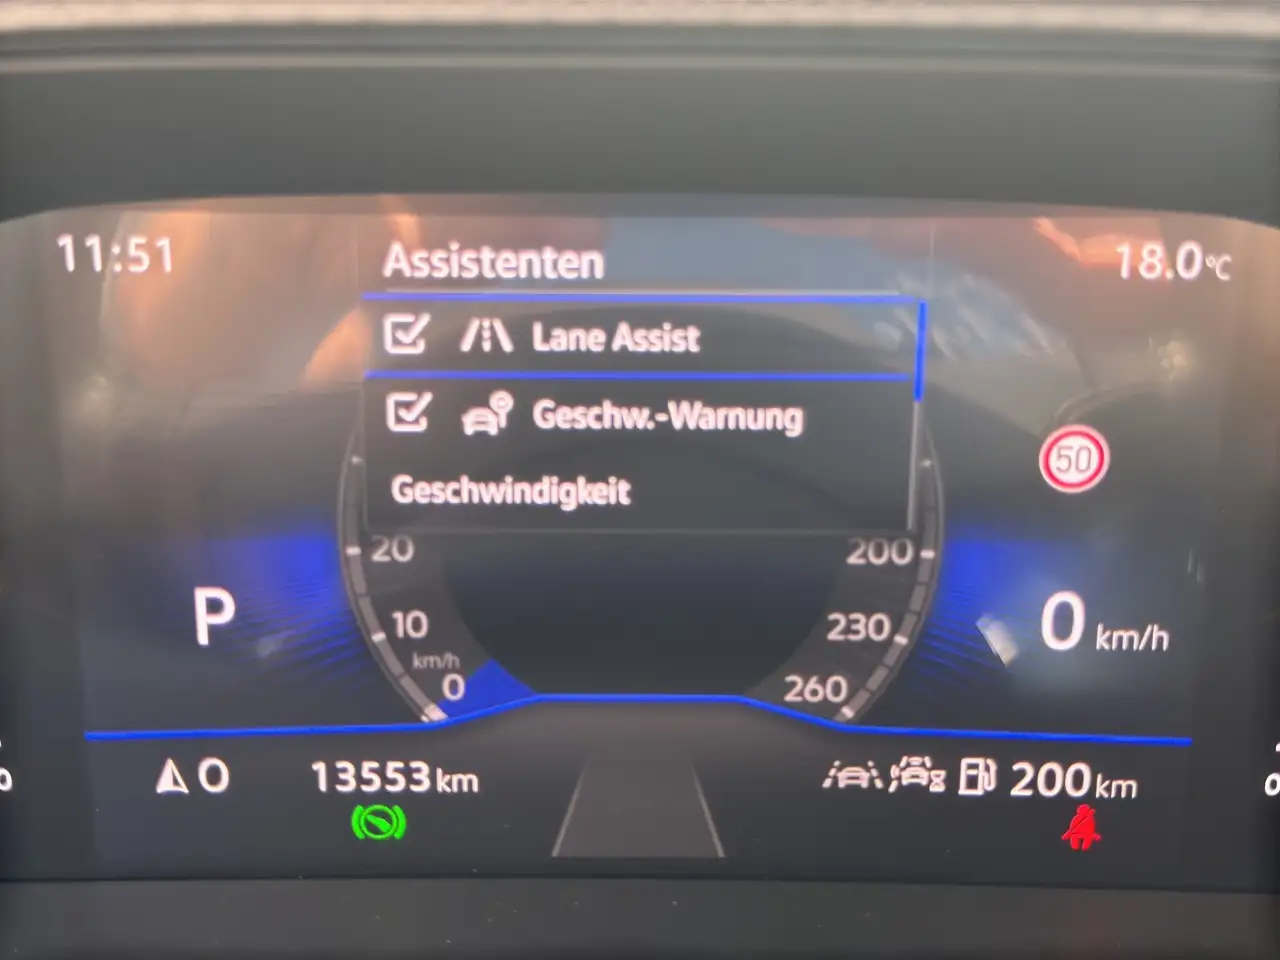 11:51
Assistenten
18.0°C
Lane Assist
Geschw.-Warnung
50
Geschwindigkeit
20
200
P
10
230
0 km/h
km/h
0
260
0
13553 km
200 km